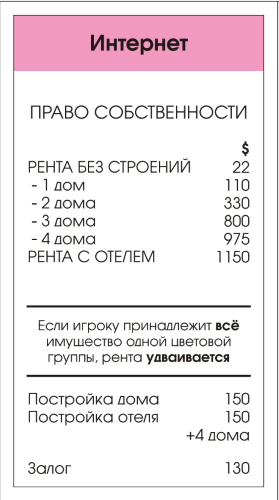 Интернет
ПРАВО СОБСТВЕННОСТИ
$
РЕНТА БЕЗ СТРОЕНИЙ 22
- 1 дом 110
- 2 дома 330
- 3 дома 800
- 4 дома 975
РЕНТА С ОТЕЛЕМ 1150
Если игроку принадлежит всё
имущество одной цветовой
группы, рента удваивается
Постройка дома 150
Постройка отеля 150
+4 дома
Залог 130